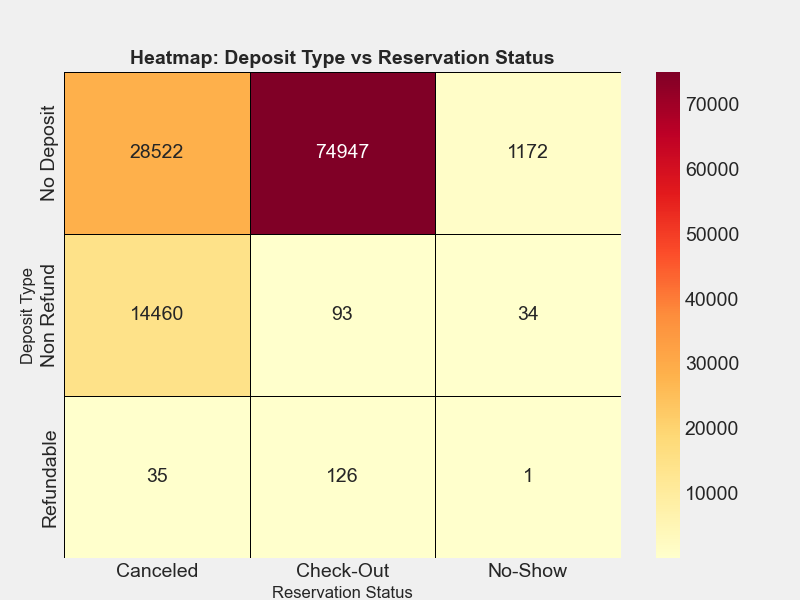 Heatmap: Deposit Type vs Reservation Status
Deposit Type
No Deposit
28522 74947 1172
Non Refund
14460 93 34
Refundable
35 126 1
Canceled Check-Out No-Show
Reservation Status
70000
60000
50000
40000
30000
20000
10000